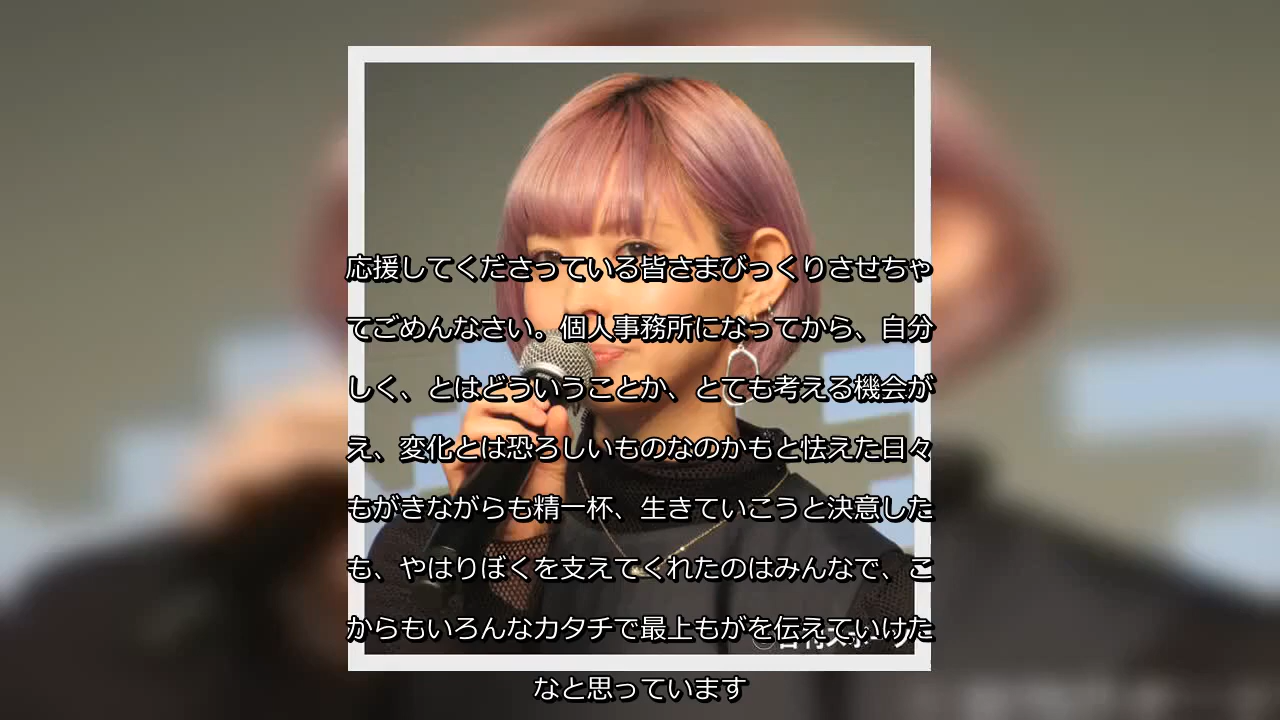 応援してくださっている皆さまびっくりさせちゃ
てごめんなさい。個人事務所になってから、自分
しく、とはどういうことか、とても考える機会が
え、変化とは恐ろしいものなのかもと怯えた日々
もがきながらも精一杯、生きていこうと決意した
も、やはりぼくを支えてくれたのはみんなで、こ
からもいろんなカタチで最上もがを伝えていけた
なと思っています